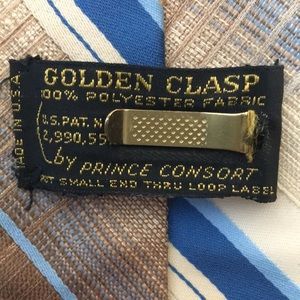 MADE IN U.S.A.
GOLDEN CLASP
100% POLYESTER FABRIC
U.S. PAT. N
2,990,55
by PRINCE CONSORT
SMALL END THRU LOOP LABEL